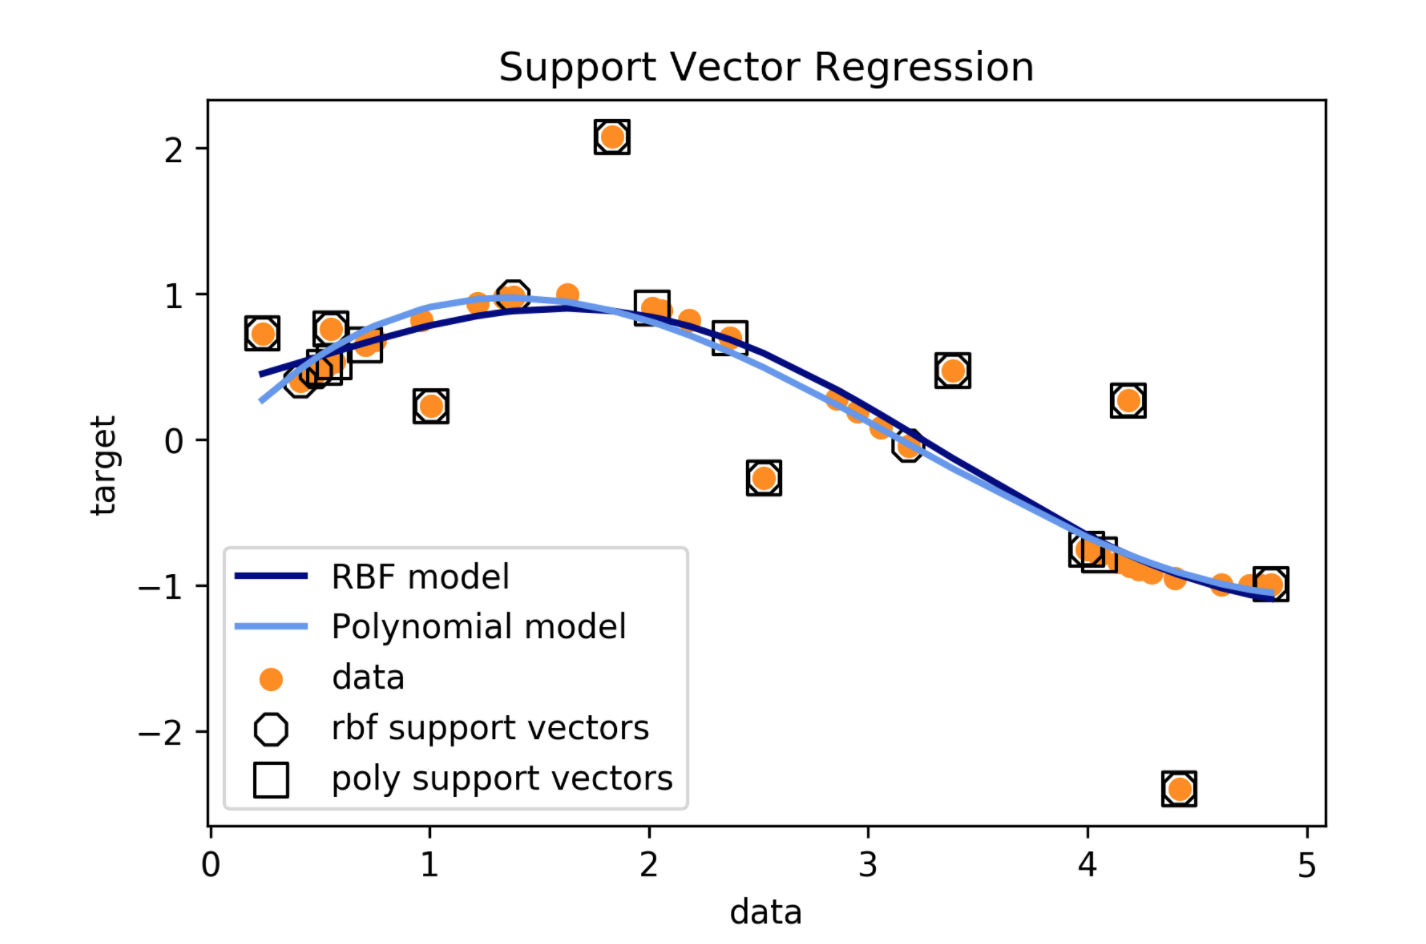 Support Vector Regression
2
1
0
−1
−2
target
RBF model
Polynomial model
data
rbf support vectors
poly support vectors
0 1 2 3 4 5
data